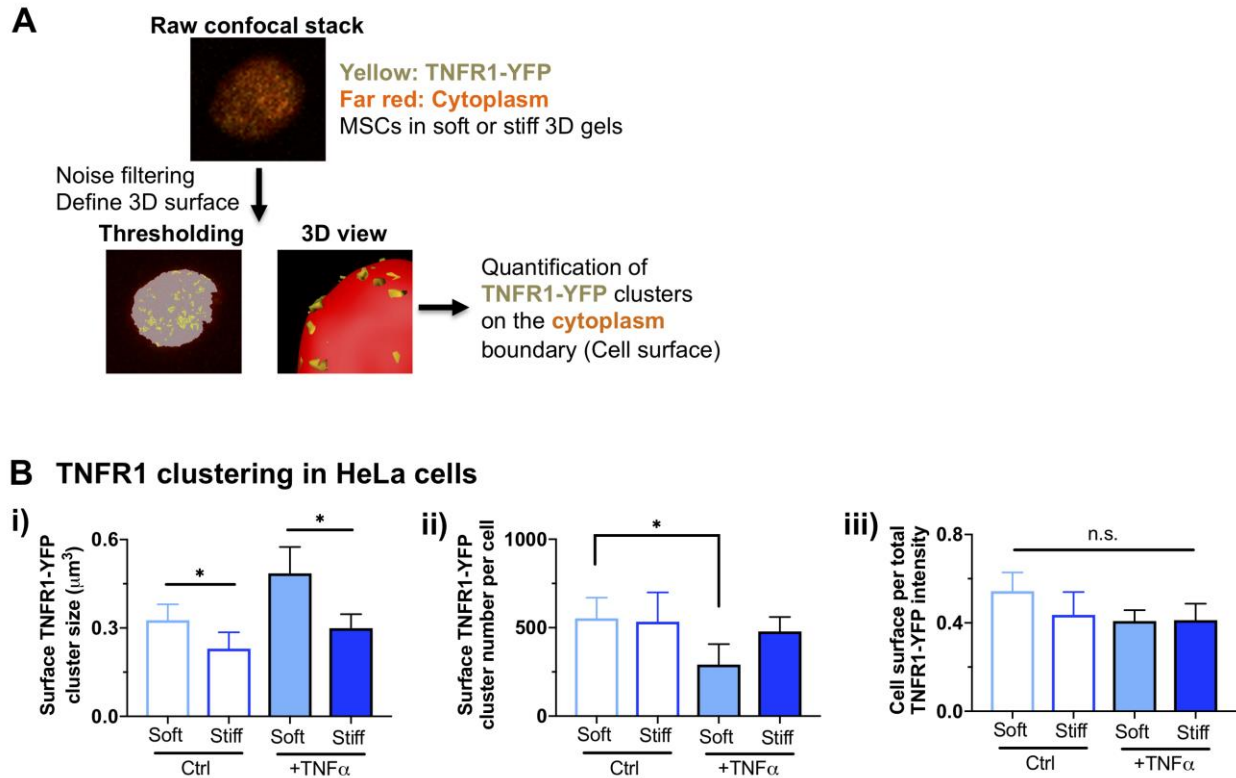 A
Raw confocal stack
Yellow: TNFR1-YFP
Far red: Cytoplasm
MSCs in soft or stiff 3D gels
Noise filtering
Define 3D surface
Thresholding
3D view
Quantification of
TNFR1-YFP clusters
on the cytoplasm
boundary (Cell surface)
B TNFR1 clustering in HeLa cells
i)
Surface TNFR1-YFP
cluster size (μm³)
0.6
0.3
0.0
*
*
Soft Stiff Soft Stiff
Ctrl +TNFα
ii)
Surface TNFR1-YFP
cluster number per cell
1000
500
0
*
Soft Stiff Soft Stiff
Ctrl +TNFα
iii)
Cell surface per total
TNFR1-YFP intensity
0.8
0.4
0.0
n.s.
Soft Stiff Soft Stiff
Ctrl +TNFα